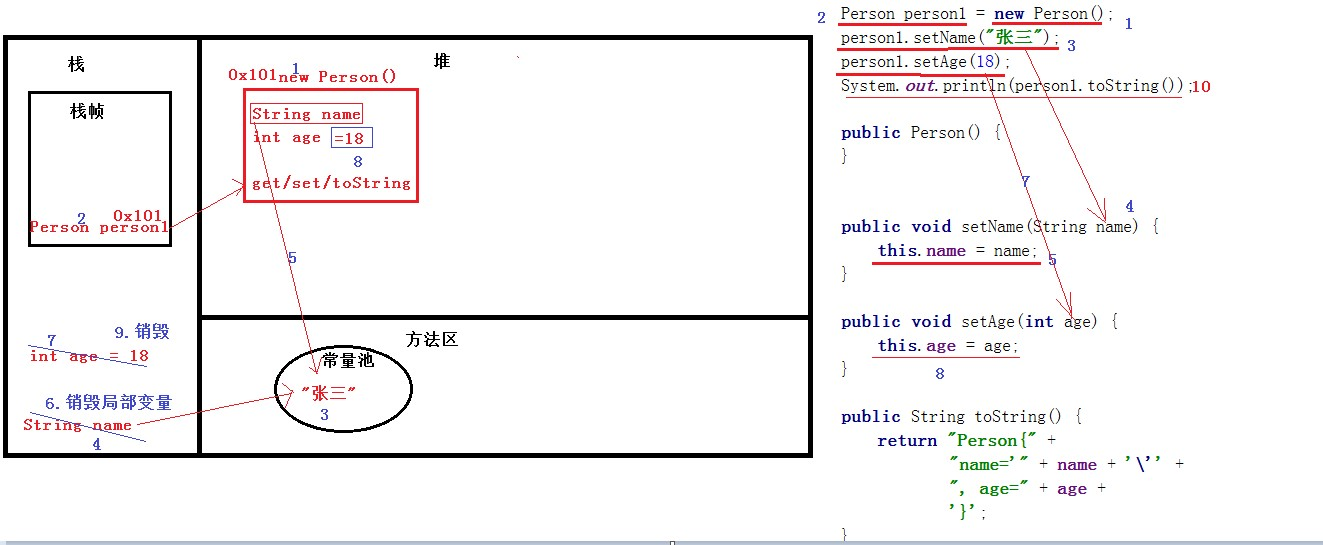 栈
栈帧
2 0x101
Person person1
7 9.销毁
int age = 18
6.销毁局部变量
String name
4
堆
1
0x101new Person()
String name
int age =18
8
get/set/toString
5
方法区
常量池
"张三"
3
2 Person person1 = new Person(); 1
person1.setName("张三"); 3
person1.setAge(18);
System.out.println(person1.toString());10
public Person() {
}
7
4
public void setName(String name) {
this.name = name; 5
}
public void setAge(int age) {
this.age = age;
} 8
public String toString() {
return "Person{" +
"name='" + name + '\'' +
", age=" + age +
'}';
}